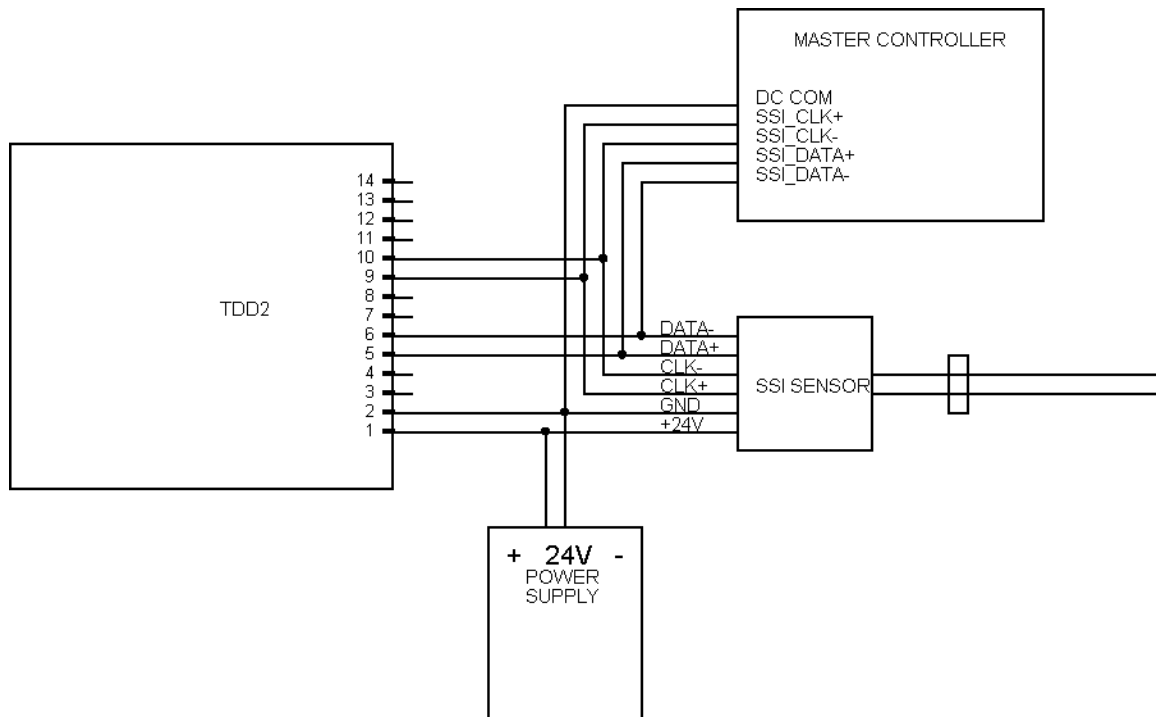 MASTER CONTROLLER
DC COM
SSI_CLK+
SSI_CLK-
SSI_DATA+
SSI_DATA-
14
13
12
11
10
9
8
7
6
5
4
3
2
1
TDD2
DATA-
DATA+
CLK-
CLK+
GND
+24V
SSI SENSOR
+ 24V -
POWER
SUPPLY